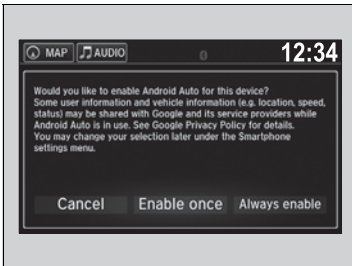 MAP AUDIO 0 12:34
Would you like to enable Android Auto for this device?
Some user information and vehicle information (e.g. location, speed,
status) may be shared with Google and its service providers while
Android Auto is in use. See Google Privacy Policy for details.
You may change your selection later under the Smartphone
settings menu.
Cancel Enable once Always enable